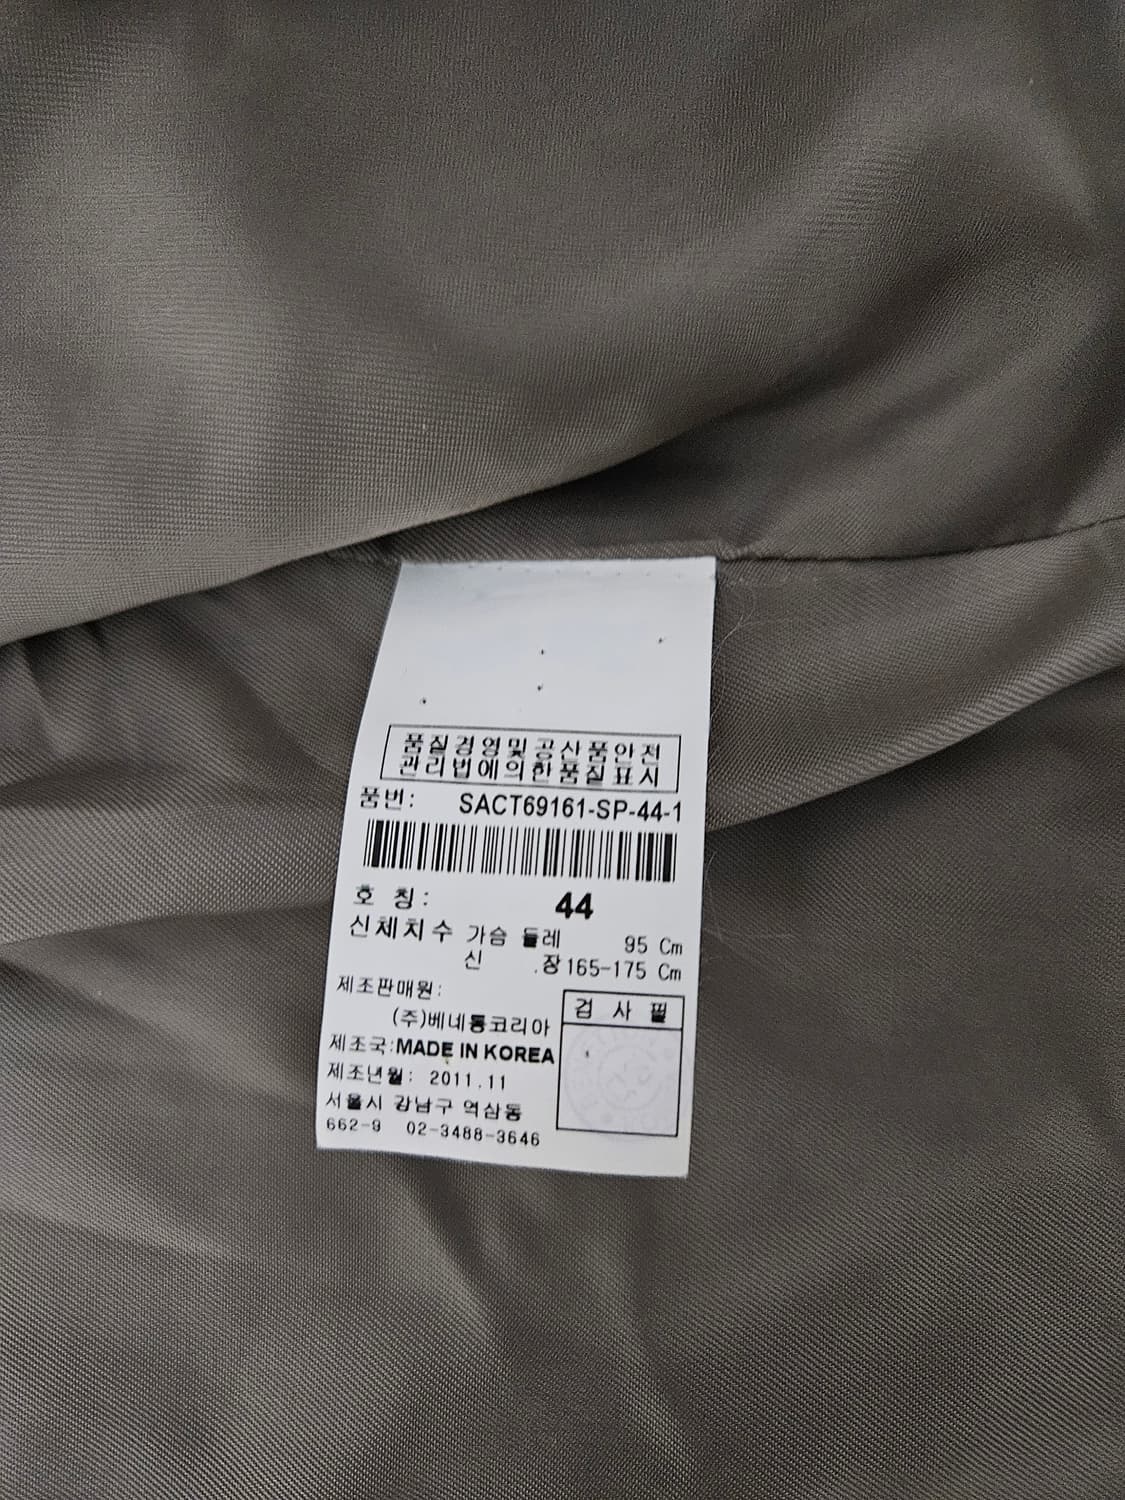 품질경영및공산품안전
관리법에의한품질표시
품번: SACT69161-SP-44-1
호 칭: 44
신체치수 가슴 둘레 95 Cm
신 .장 165-175 Cm
제조판매원:
(주)베네통코리아
제조국:MADE IN KOREA
제조년월: 2011.11
서울시 강남구 역삼동
662-9 02-3488-3646
검 사 필